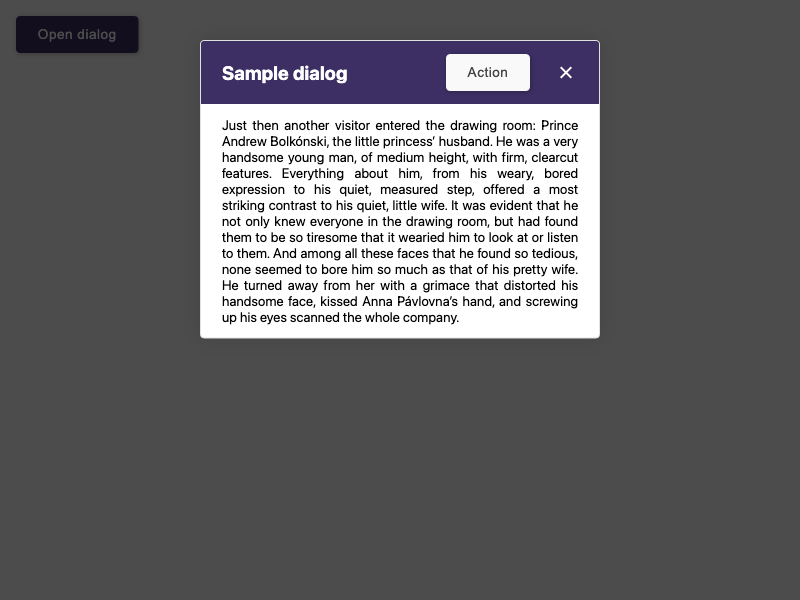 Open dialog
Sample dialog
Action
Just then another visitor entered the drawing room: Prince
Andrew Bolkónski, the little princess’ husband. He was a very
handsome young man, of medium height, with firm, clearcut
features. Everything about him, from his weary, bored
expression to his quiet, measured step, offered a most
striking contrast to his quiet, little wife. It was evident that he
not only knew everyone in the drawing room, but had found
them to be so tiresome that it wearied him to look at or listen
to them. And among all these faces that he found so tedious,
none seemed to bore him so much as that of his pretty wife.
He turned away from her with a grimace that distorted his
handsome face, kissed Anna Pávlovna’s hand, and screwing
up his eyes scanned the whole company.